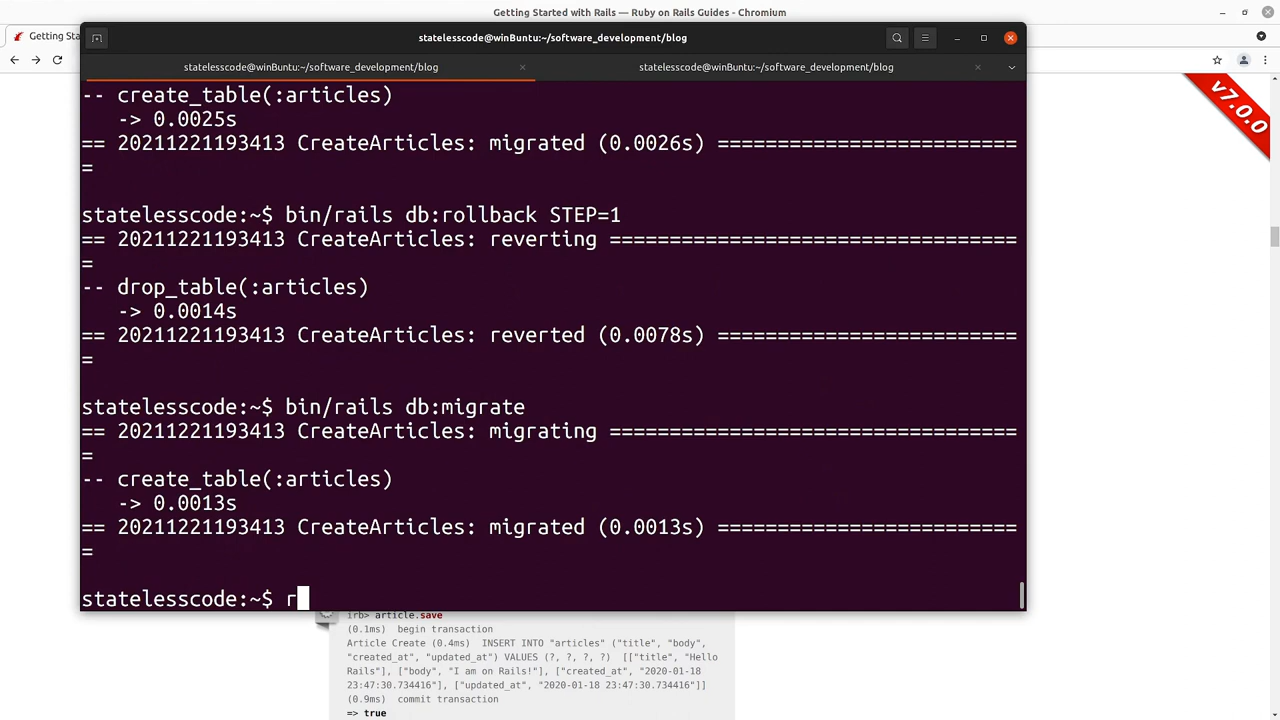 Getting Started with Rails — Ruby on Rails Guides - Chromium
Getting Sta
statelesscode@winBuntu:~/software_development/blog
statelesscode@winBuntu:~/software_development/blog
statelesscode@winBuntu:~/software_development/blog
v7.0.0
-- create_table(:articles)
-> 0.0025s
== 20211221193413 CreateArticles: migrated (0.0026s) =========================
=
statelesscode:~$ bin/rails db:rollback STEP=1
== 20211221193413 CreateArticles: reverting ==================================
=
-- drop_table(:articles)
-> 0.0014s
== 20211221193413 CreateArticles: reverted (0.0078s) =========================
=
statelesscode:~$ bin/rails db:migrate
== 20211221193413 CreateArticles: migrating ==================================
=
-- create_table(:articles)
-> 0.0013s
== 20211221193413 CreateArticles: migrated (0.0013s) =========================
=
statelesscode:~$ r
irb> article.save
(0.1ms)  begin transaction
Article Create (0.4ms)  INSERT INTO "articles" ("title", "body",
"created_at", "updated_at") VALUES (?, ?, ?, ?)  [["title", "Hello
Rails"], ["body", "I am on Rails!"], ["created_at", "2020-01-18
23:47:30.734416"], ["updated_at", "2020-01-18 23:47:30.734416"]]
(0.9ms)  commit transaction
=> true